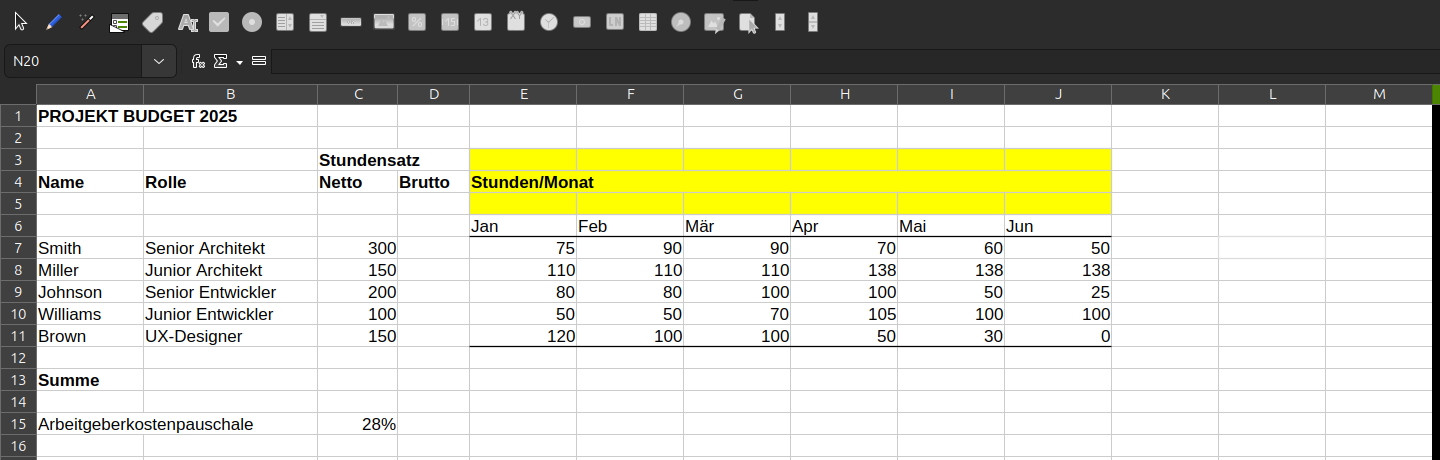 N20
A B C D E F G H I J K L M
1 PROJEKT BUDGET 2025
2
3 Stundensatz
4 Name Rolle Netto Brutto Stunden/Monat
5
6 Jan Feb Mär Apr Mai Jun
7 Smith Senior Architekt 300 75 90 90 70 60 50
8 Miller Junior Architekt 150 110 110 110 138 138 138
9 Johnson Senior Entwickler 200 80 80 100 100 50 25
10 Williams Junior Entwickler 100 50 50 70 105 100 100
11 Brown UX-Designer 150 120 100 100 50 30 0
12
13 Summe
14
15 Arbeitgeberkostenpauschale 28%
16